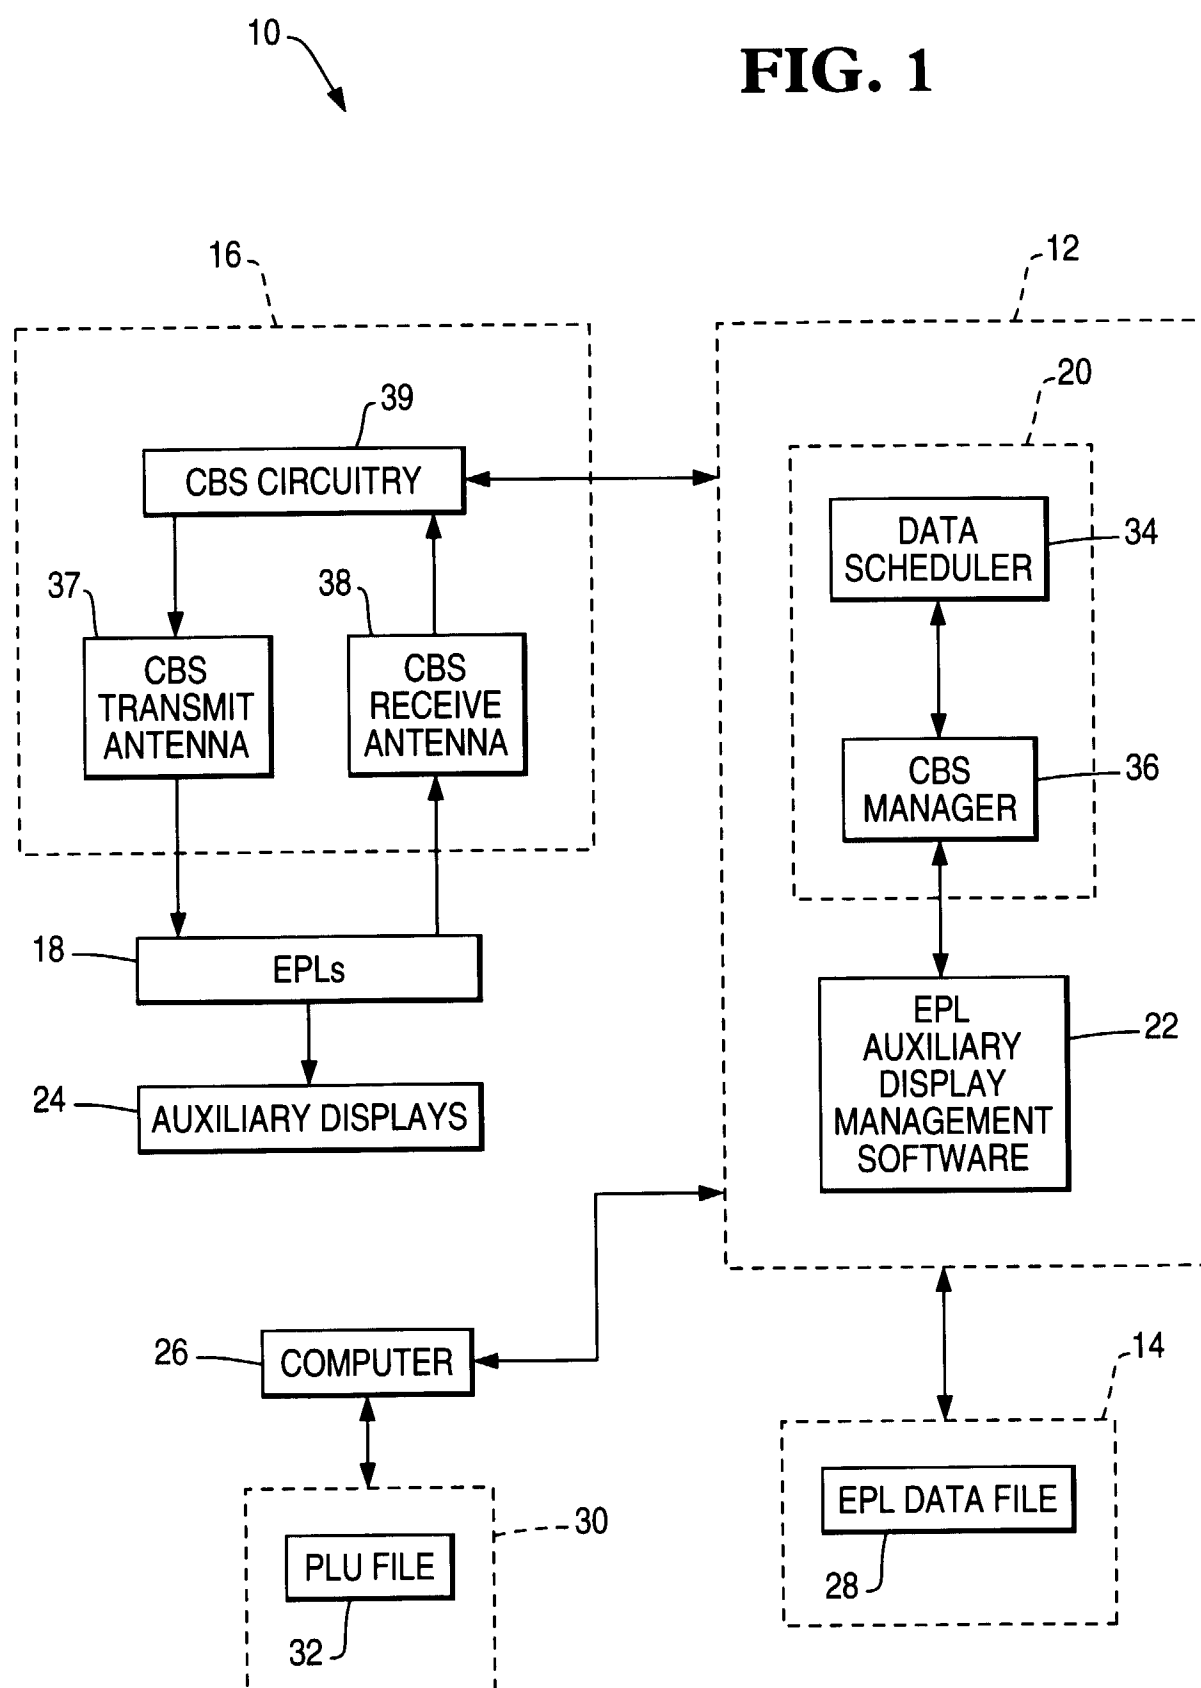 10
FIG. 1
16
12
20
39
CBS CIRCUITRY
DATA
SCHEDULER
34
37
38
CBS
TRANSMIT
ANTENNA
CBS
RECEIVE
ANTENNA
CBS
MANAGER
36
18
EPLs
EPL
AUXILIARY
DISPLAY
MANAGEMENT
SOFTWARE
22
24
AUXILIARY DISPLAYS
26
COMPUTER
14
EPL DATA FILE
28
30
PLU FILE
32